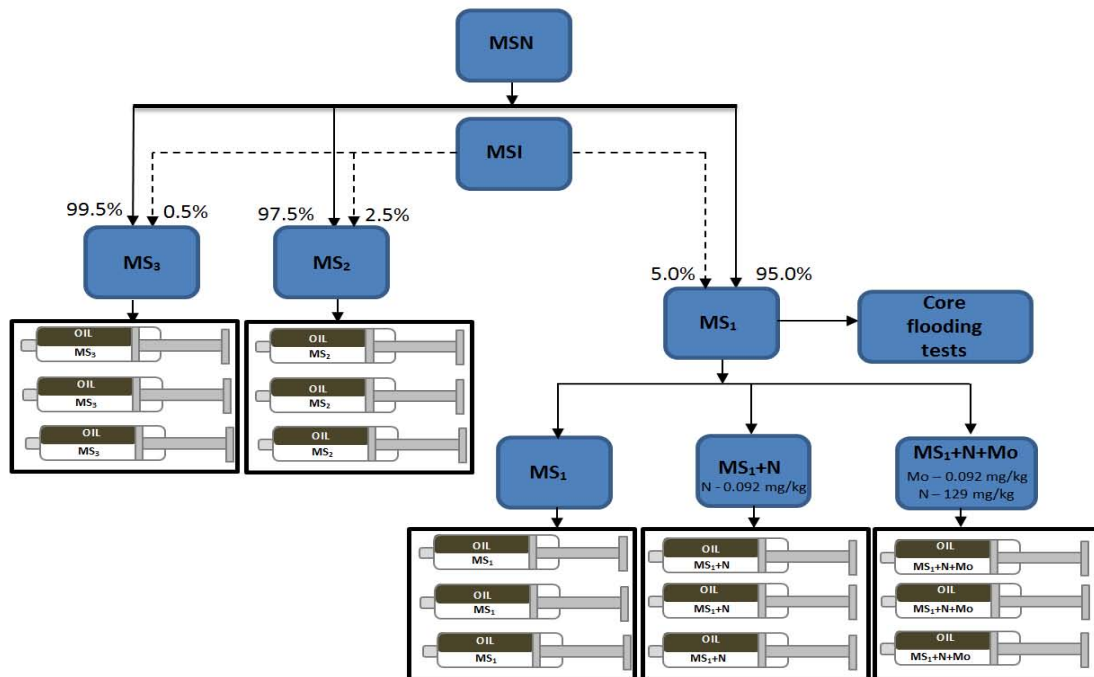 MSN
MSI
99.5%
0.5%
97.5%
2.5%
MS₃
MS₂
5.0%
95.0%
MS₁
Core
flooding
tests
OIL
MS₃
OIL
MS₃
OIL
MS₃
OIL
MS₂
OIL
MS₂
OIL
MS₂
MS₁
MS₁+N
N - 0.092 mg/kg
MS₁+N+Mo
Mo – 0.092 mg/kg
N – 129 mg/kg
OIL
MS₁
OIL
MS₁
OIL
MS₁
OIL
MS₁+N
OIL
MS₁+N
OIL
MS₁+N
OIL
MS₁+N+Mo
OIL
MS₁+N+Mo
OIL
MS₁+N+Mo